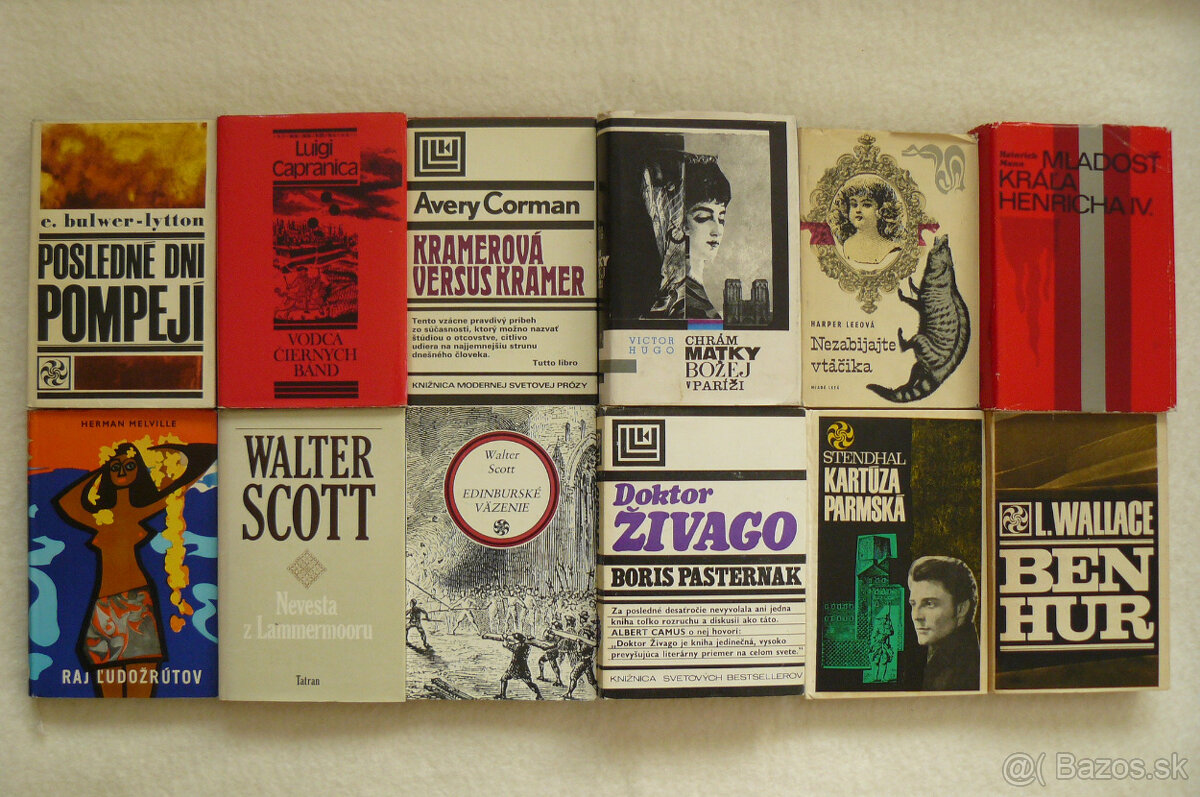 e. bulwer-lytton
POSLEDNÉ DNI
POMPEJÍ
Luigi
Capranica
VODCA
ČIERNYCH
BÁND
Avery Corman
KRAMEROVÁ
VERSUS KRAMER
Tento vzácne pravdivý príbeh
zo súčasnosti, ktorý možno nazvať
štúdiou o otcovstve, citlivo
udiera na najjemnejšiu strunu
dnešného človeka.
Tutto libro
KNIŽNICA MODERNEJ SVETOVEJ PRÓZY
VICTOR
HUGO
CHRÁM
MATKY
BOŽEJ
V PARÍŽI
HARPER LEEOVÁ
Nezabíjajte
vtáčika
MLADÉ LETÁ
Heinrich
Mann
MLADOSŤ
KRÁĽA
HENRICHA IV.
HERMAN MELVILLE
RAJ ĽUDOŽRÚTOV
WALTER
SCOTT
Nevesta
z Lammermooru
Tatran
Walter
Scott
EDINBURSKÉ
VÄZENIE
Doktor
ŽIVAGO
BORIS PASTERNAK
Za posledné desaťročie nevyvolala ani jedna
kniha toľko rozruchu a diskusií ako táto.
ALBERT CAMUS o nej hovorí:
"Doktor Živago je kniha jedinečná, vysoko
prevyšujúca literárny priemer na celom svete."
KNIŽNICA SVETOVÝCH BESTSELLEROV
STENDHAL
KARTÚZA
PARMSKÁ
L. WALLACE
BEN
HUR
@( Bazos.sk